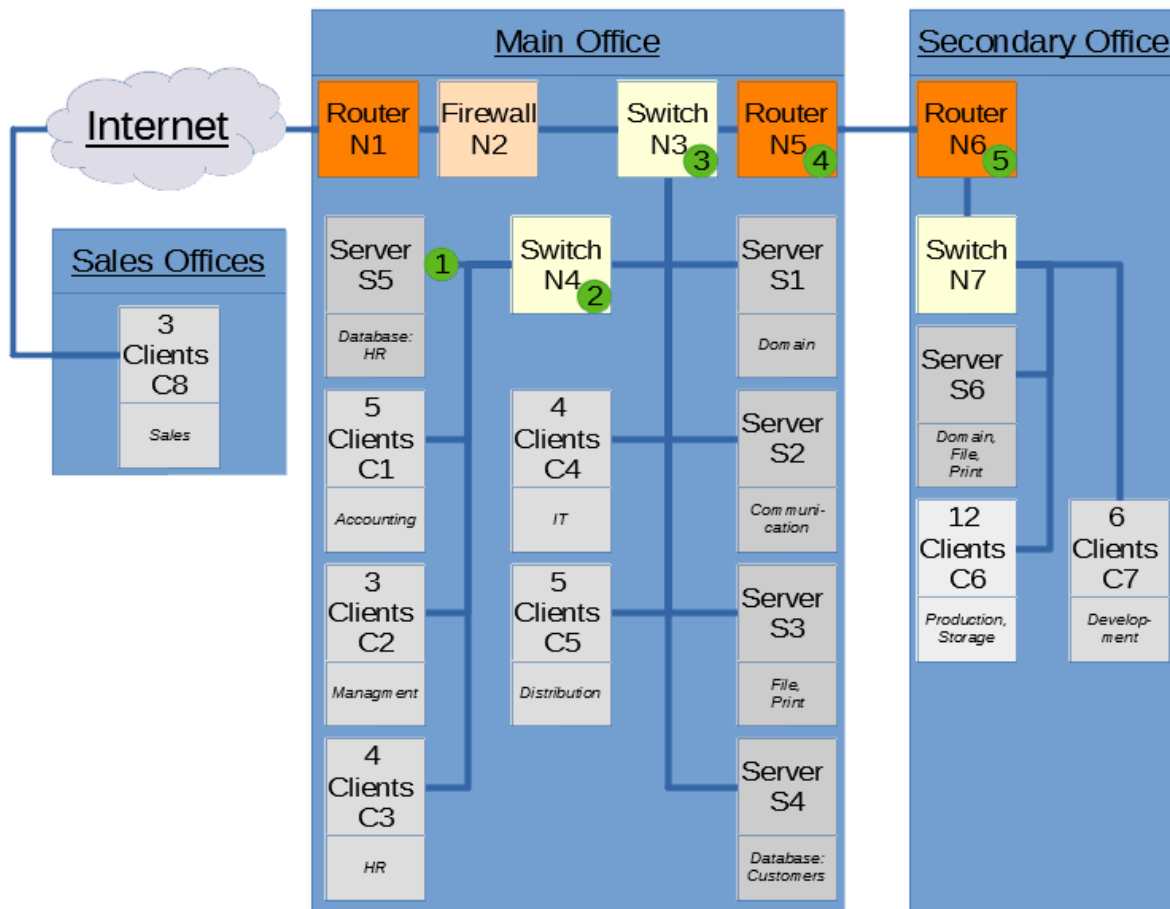 Main Office
Secondary Office
Internet
Router
N1
Firewall
N2
Switch
N3
3
Router
N5
4
Router
N6
5
Sales Offices
3
Clients
C8
Sales
Server
S5
1
Database:
HR
Switch
N4
2
Server
S1
Domain
Switch
N7
5
Clients
C1
Accounting
4
Clients
C4
IT
Server
S2
Communi-
cation
Server
S6
Domain,
File,
Print
3
Clients
C2
Managment
5
Clients
C5
Distribution
Server
S3
File,
Print
12
Clients
C6
Production,
Storage
6
Clients
C7
Develop-
ment
4
Clients
C3
HR
Server
S4
Database:
Customers